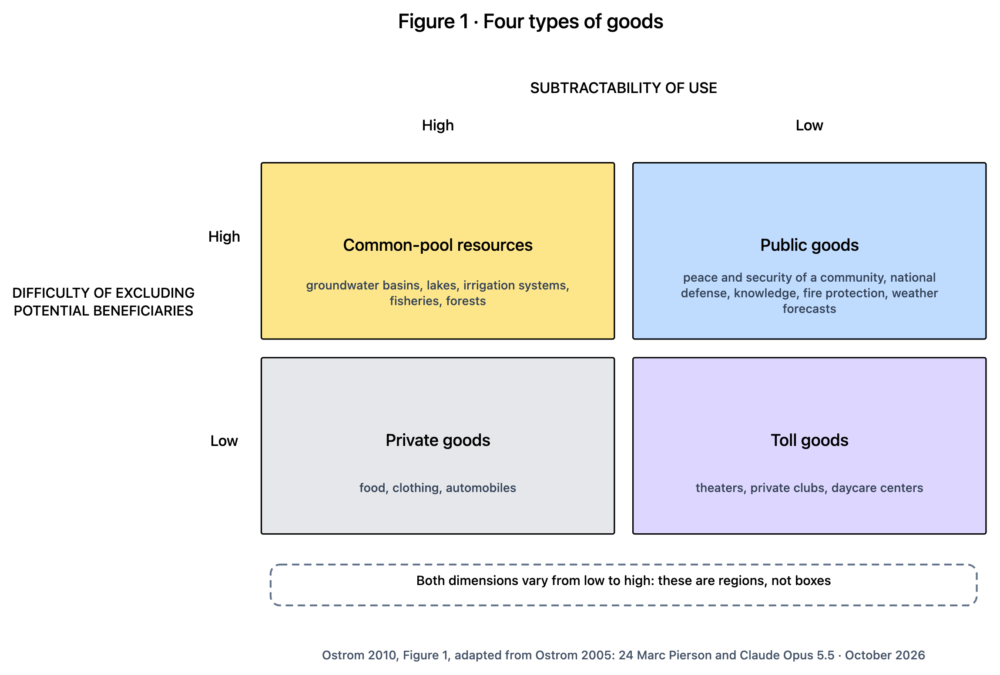 Figure 1 · Four types of goods
SUBTRACTABILITY OF USE
High
Low
High
Common-pool resources
groundwater basins, lakes, irrigation systems,
fisheries, forests
Public goods
peace and security of a community, national
defense, knowledge, fire protection, weather
forecasts
DIFFICULTY OF EXCLUDING
POTENTIAL BENEFICIARIES
Low
Private goods
food, clothing, automobiles
Toll goods
theaters, private clubs, daycare centers
Both dimensions vary from low to high: these are regions, not boxes
Ostrom 2010, Figure 1, adapted from Ostrom 2005: 24 Marc Pierson and Claude Opus 5.5 · October 2026